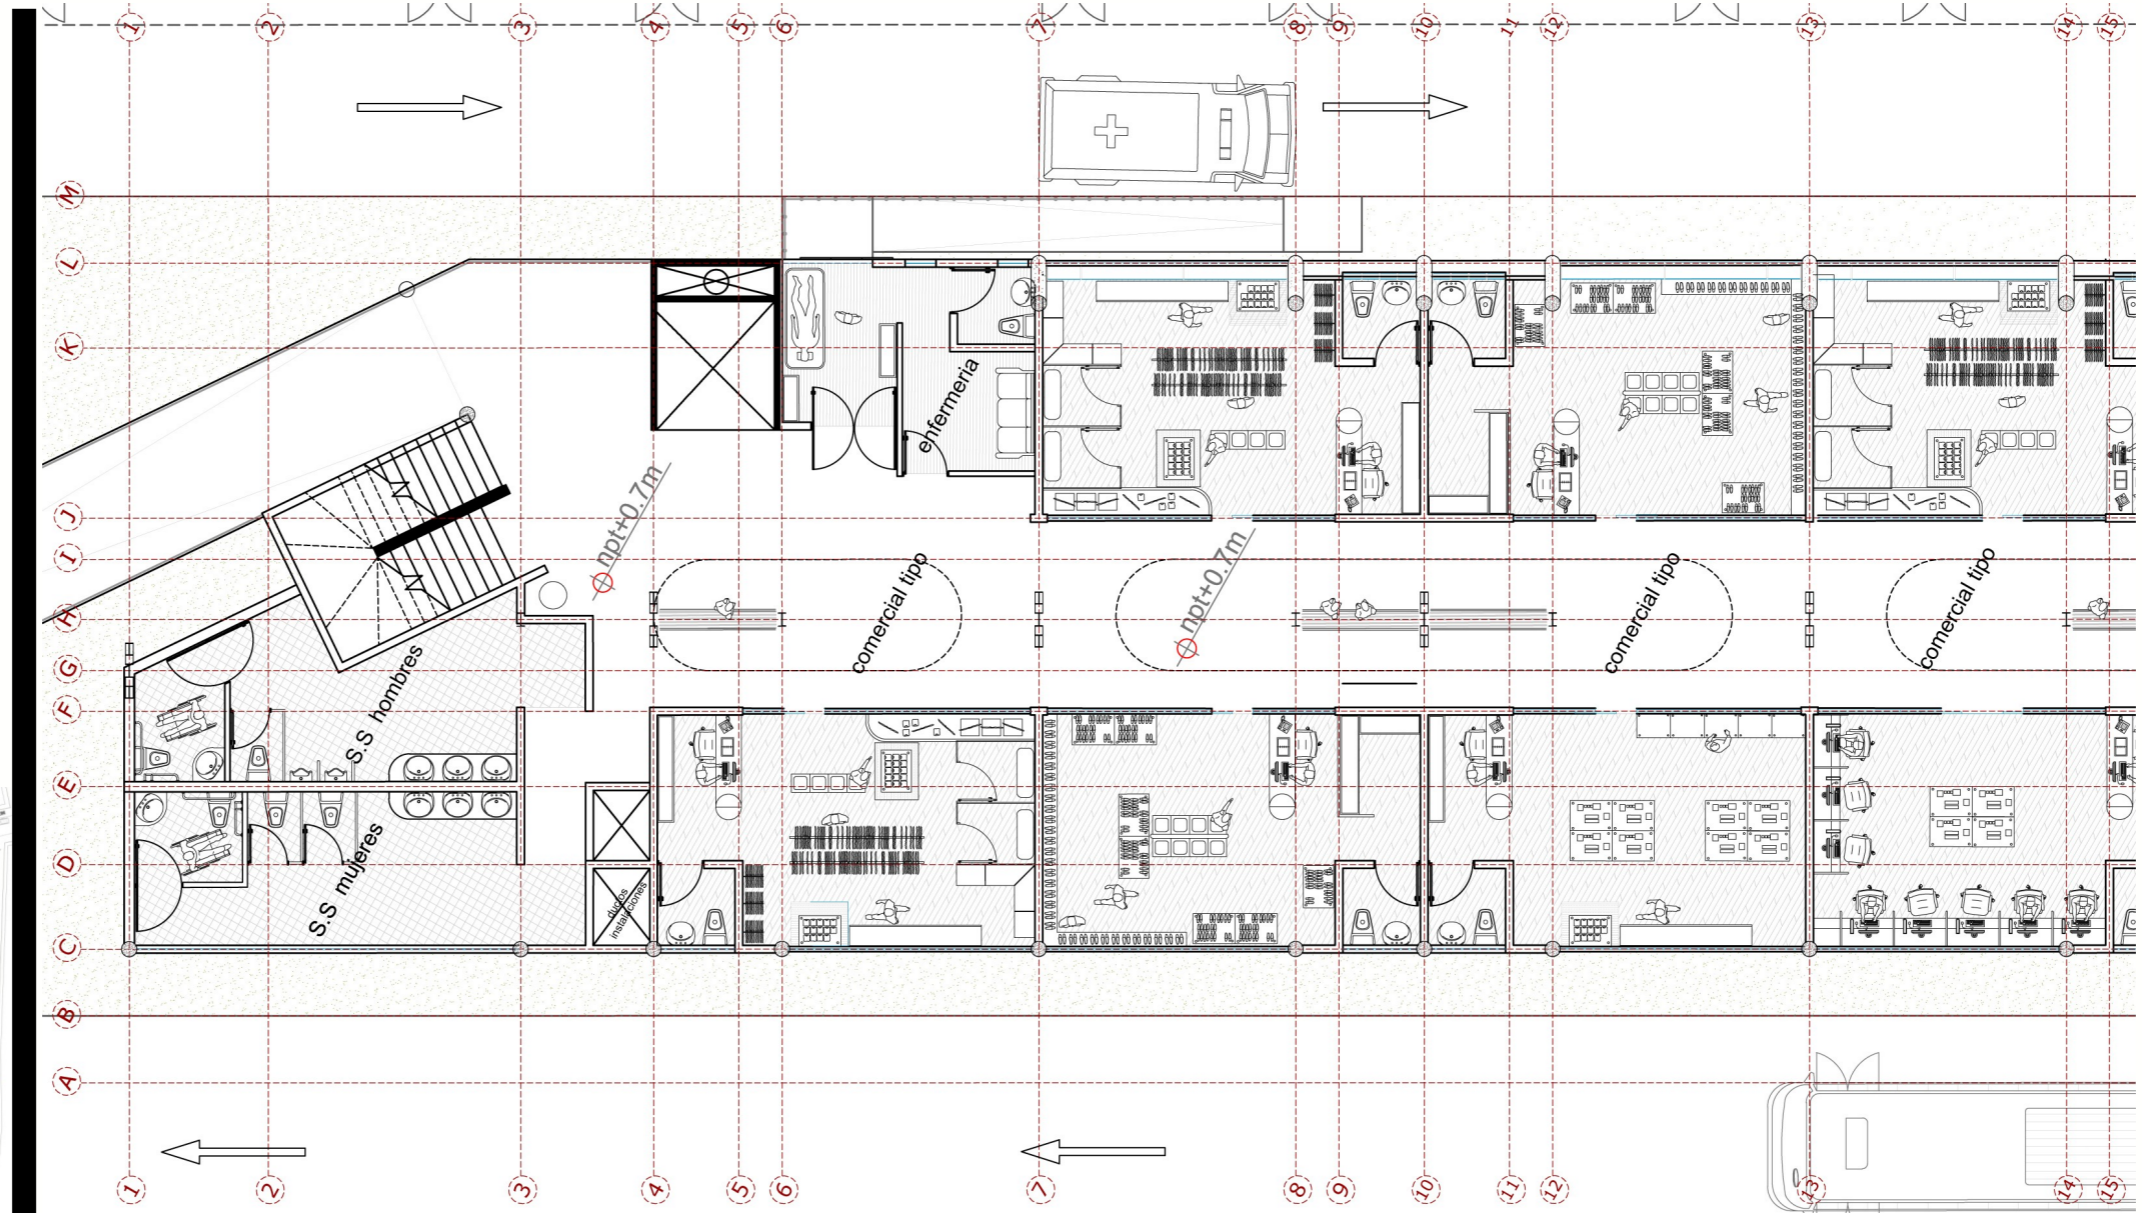 1 2 3 4 5 6 7 8 9 10 11 12 13 14 15
M
L
K
enfermeria
npt+0.7m
J
I
comercial tipo
npt+0.7m
comercial tipo
comercial tipo
H
G
S.S hombres
F
E
S.S mujeres
D
ductos
instalaciones
C
B
A
1 2 3 4 5 6 7 8 9 10 11 12 13 14 15